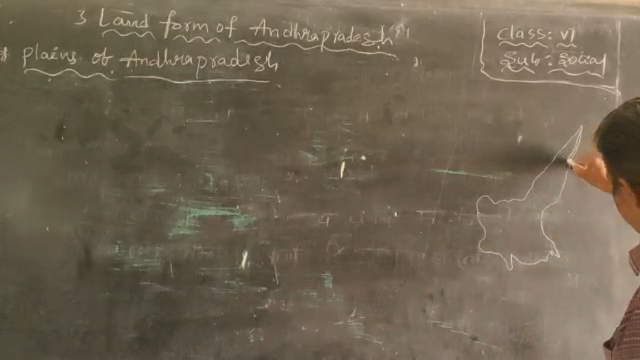 3 Land form of Andhrapradesh
* plains of Andhrapradesh
Class: VI
Sub: Social